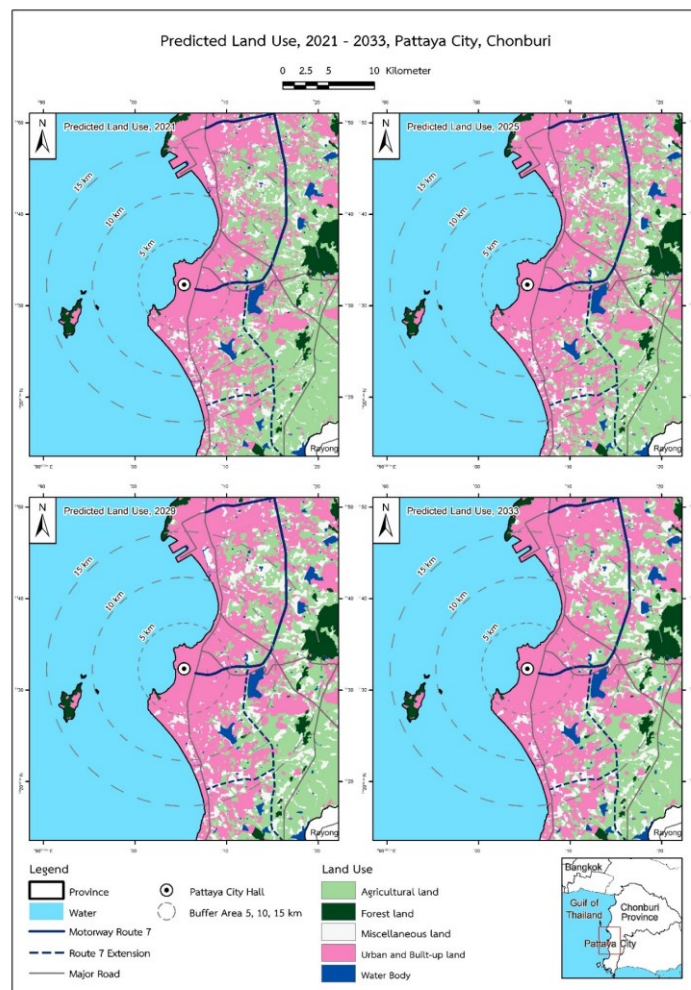 Predicted Land Use, 2021 - 2033, Pattaya City, Chonburi
0 2.5 5 10 Kilometer
N
Predicted Land Use, 2021
15 km
10 km
5 km
Rayong
N
Predicted Land Use, 2025
15 km
10 km
5 km
Rayong
N
Predicted Land Use, 2029
15 km
10 km
5 km
Rayong
N
Predicted Land Use, 2033
15 km
10 km
5 km
Rayong
Legend
Province
Water
Motorway Route 7
Route 7 Extension
Major Road
Pattaya City Hall
Buffer Area 5, 10, 15 km
Land Use
Agricultural land
Forest land
Miscellaneous land
Urban and Built-up land
Water Body
Bangkok
Gulf of
Thailand
Chonburi
Province
Pattaya City